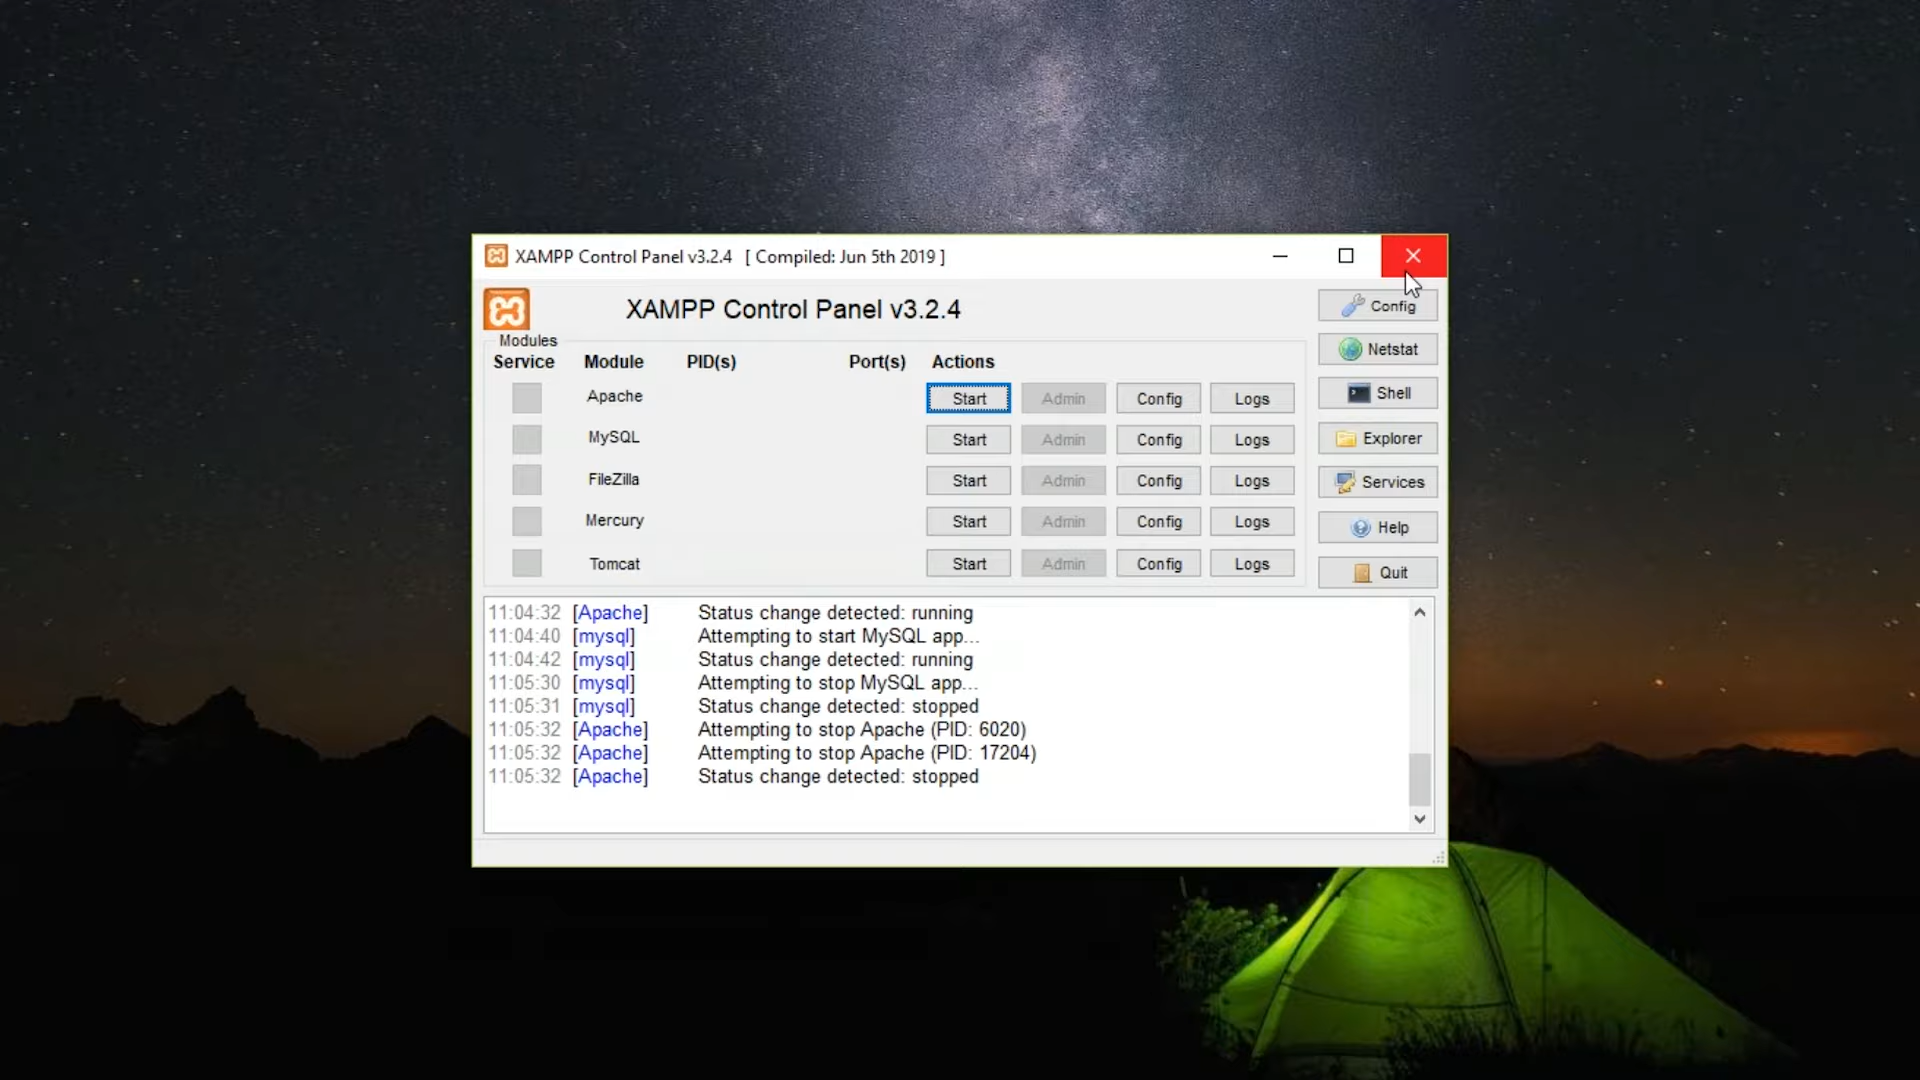 XAMPP Control Panel v3.2.4 [ Compiled: Jun 5th 2019 ]
XAMPP Control Panel v3.2.4
Config
Modules
Service Module PID(s) Port(s) Actions
Netstat
Apache Start Admin Config Logs
Shell
MySQL Start Admin Config Logs
Explorer
FileZilla Start Admin Config Logs
Services
Mercury Start Admin Config Logs
Help
Tomcat Start Admin Config Logs
Quit
11:04:32 [Apache] Status change detected: running
11:04:40 [mysql] Attempting to start MySQL app...
11:04:42 [mysql] Status change detected: running
11:05:30 [mysql] Attempting to stop MySQL app...
11:05:31 [mysql] Status change detected: stopped
11:05:32 [Apache] Attempting to stop Apache (PID: 6020)
11:05:32 [Apache] Attempting to stop Apache (PID: 17204)
11:05:32 [Apache] Status change detected: stopped